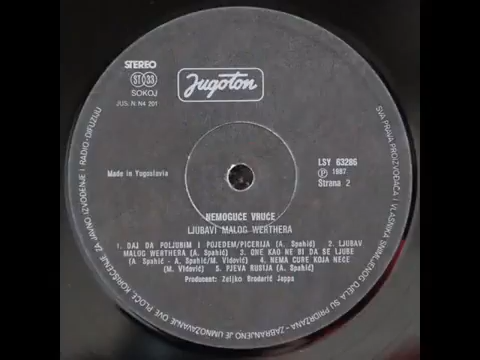 STEREO
ST 33
SOKOJ
JUS. N. N4 201
Jugoton
Made in Yugoslavia
LSY 63286
℗ 1987
Strana 2
NEMOGUĆE VRUĆE
LJUBAVI MALOG WERTHERA
1. DAJ DA POLJUBIM I POJEDEM/PICERIJA (A. Spahić) 2. LJUBAV
MALOG WERTHERA (A. Spahić) 3. ONE KAO NE BI DA SE LJUBE
(A. Spahić - A. Spahić/M. Vidović) 4. NEMA CURE KOJA NEĆE
(M. Vidović) 5. PJEVA RUSIJA (A. Spahić)
Producent: Željko Brodarić Jappa
SVA PRAVA PROIZVOĐAČA I VLASNIKA SNIMLJENOG DJELA SU PRIDRŽANA - ZABRANJENO JE UMNOŽAVANJE OVE PLOČE, KORIŠĆENJE ZA JAVNO IZVOĐENJE I RADIO-DIFUZIJU